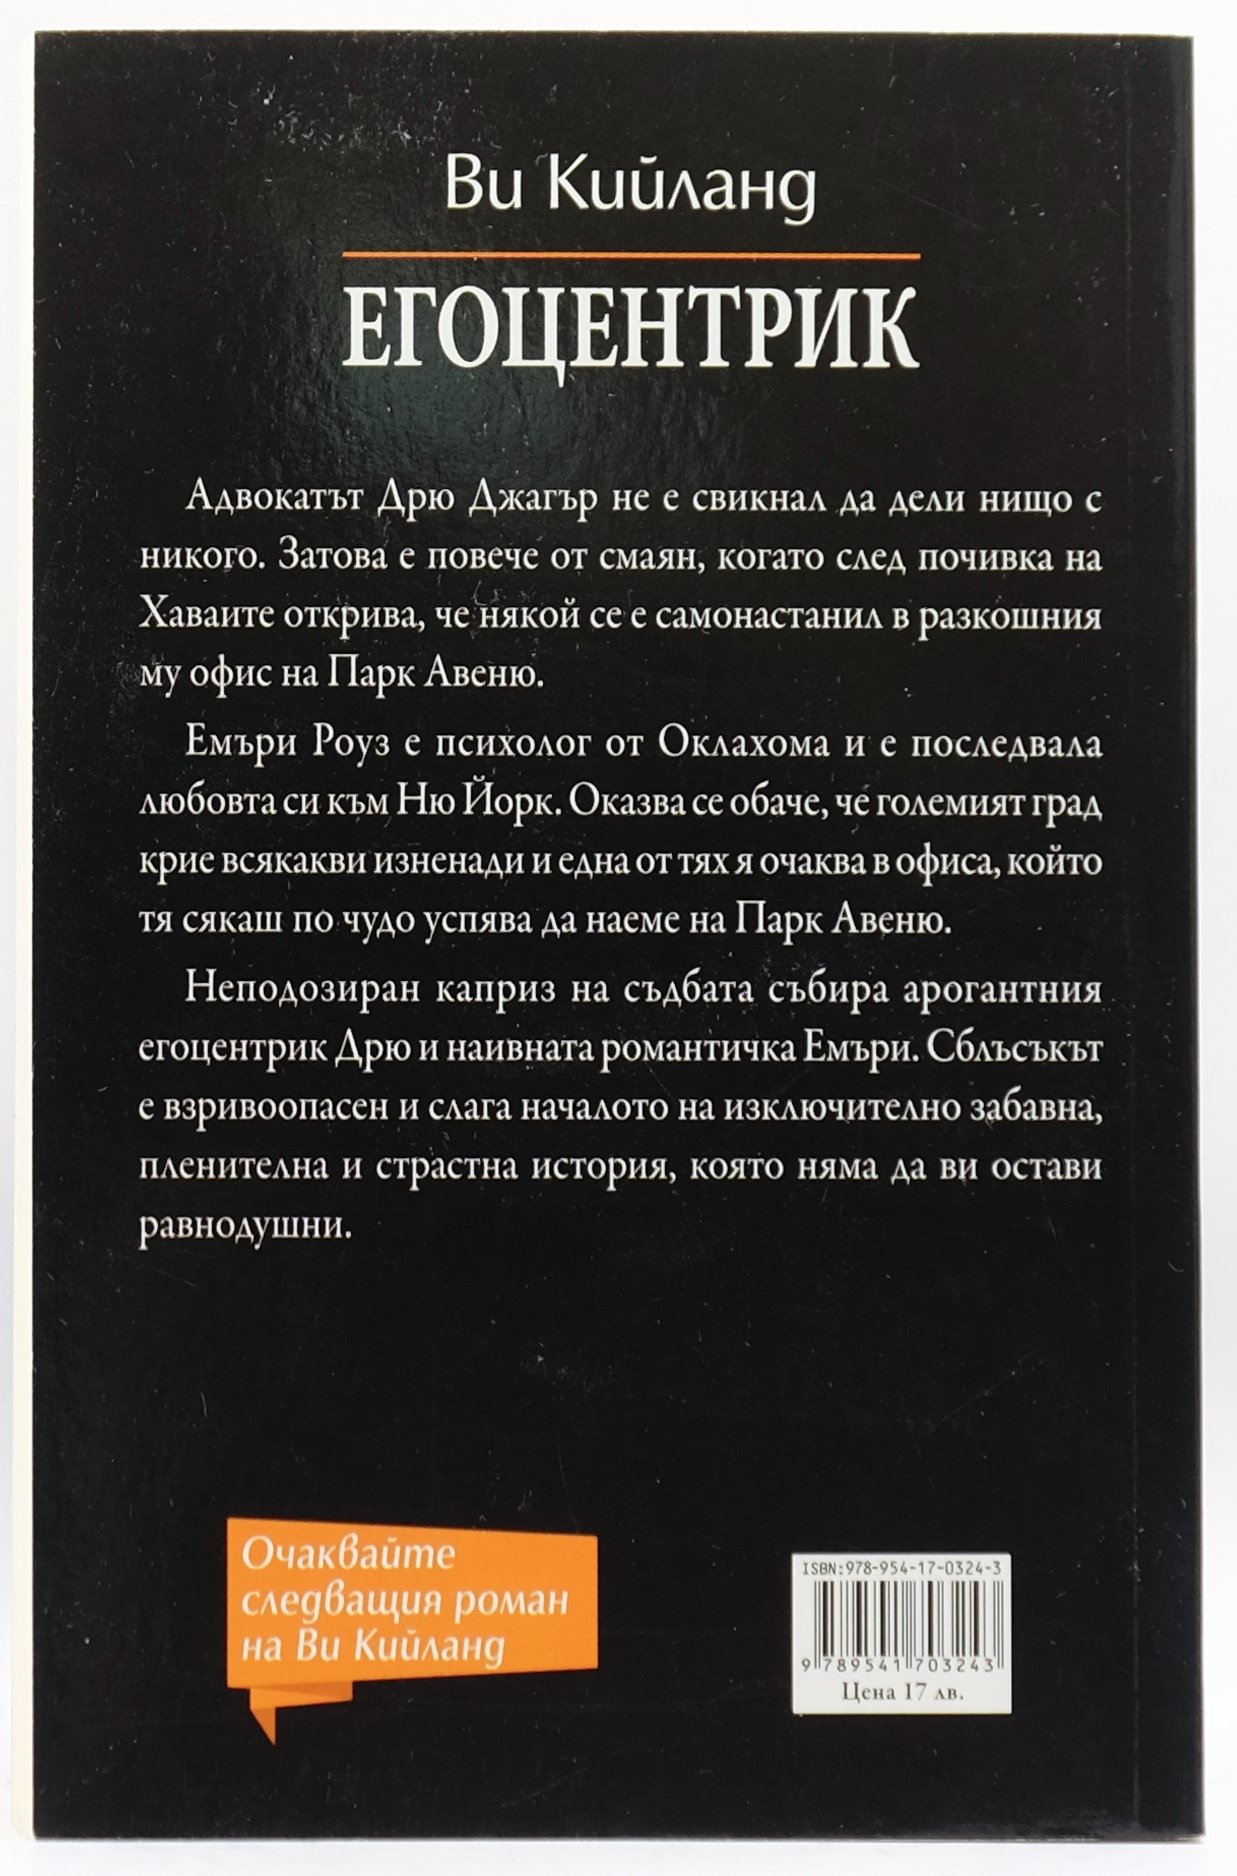 Ви Кийланд
ЕГОЦЕНТРИК
Адвокатът Дрю Джагър не е свикнал да дели нищо с
никого. Затова е повече от смаян, когато след почивка на
Хаваите открива, че някой се е самонастанил в разкошния
му офис на Парк Авеню.
Емъри Роуз е психолог от Оклахома и е последвала
любовта си към Ню Йорк. Оказва се обаче, че големият град
крие всякакви изненади и една от тях я очаква в офиса, който
тя сякаш по чудо успява да наеме на Парк Авеню.
Неподозиран каприз на съдбата събира арогантния
егоцентрик Дрю и наивната романтичка Емъри. Сблъсъкът
е взривоопасен и слага началото на изключително забавна,
пленителна и страстна история, която няма да ви остави
равнодушни.
Очаквайте
следващия роман
на Ви Кийланд
ISBN:978-954-17-0324-3
9 789541 703243
Цена 17 лв.